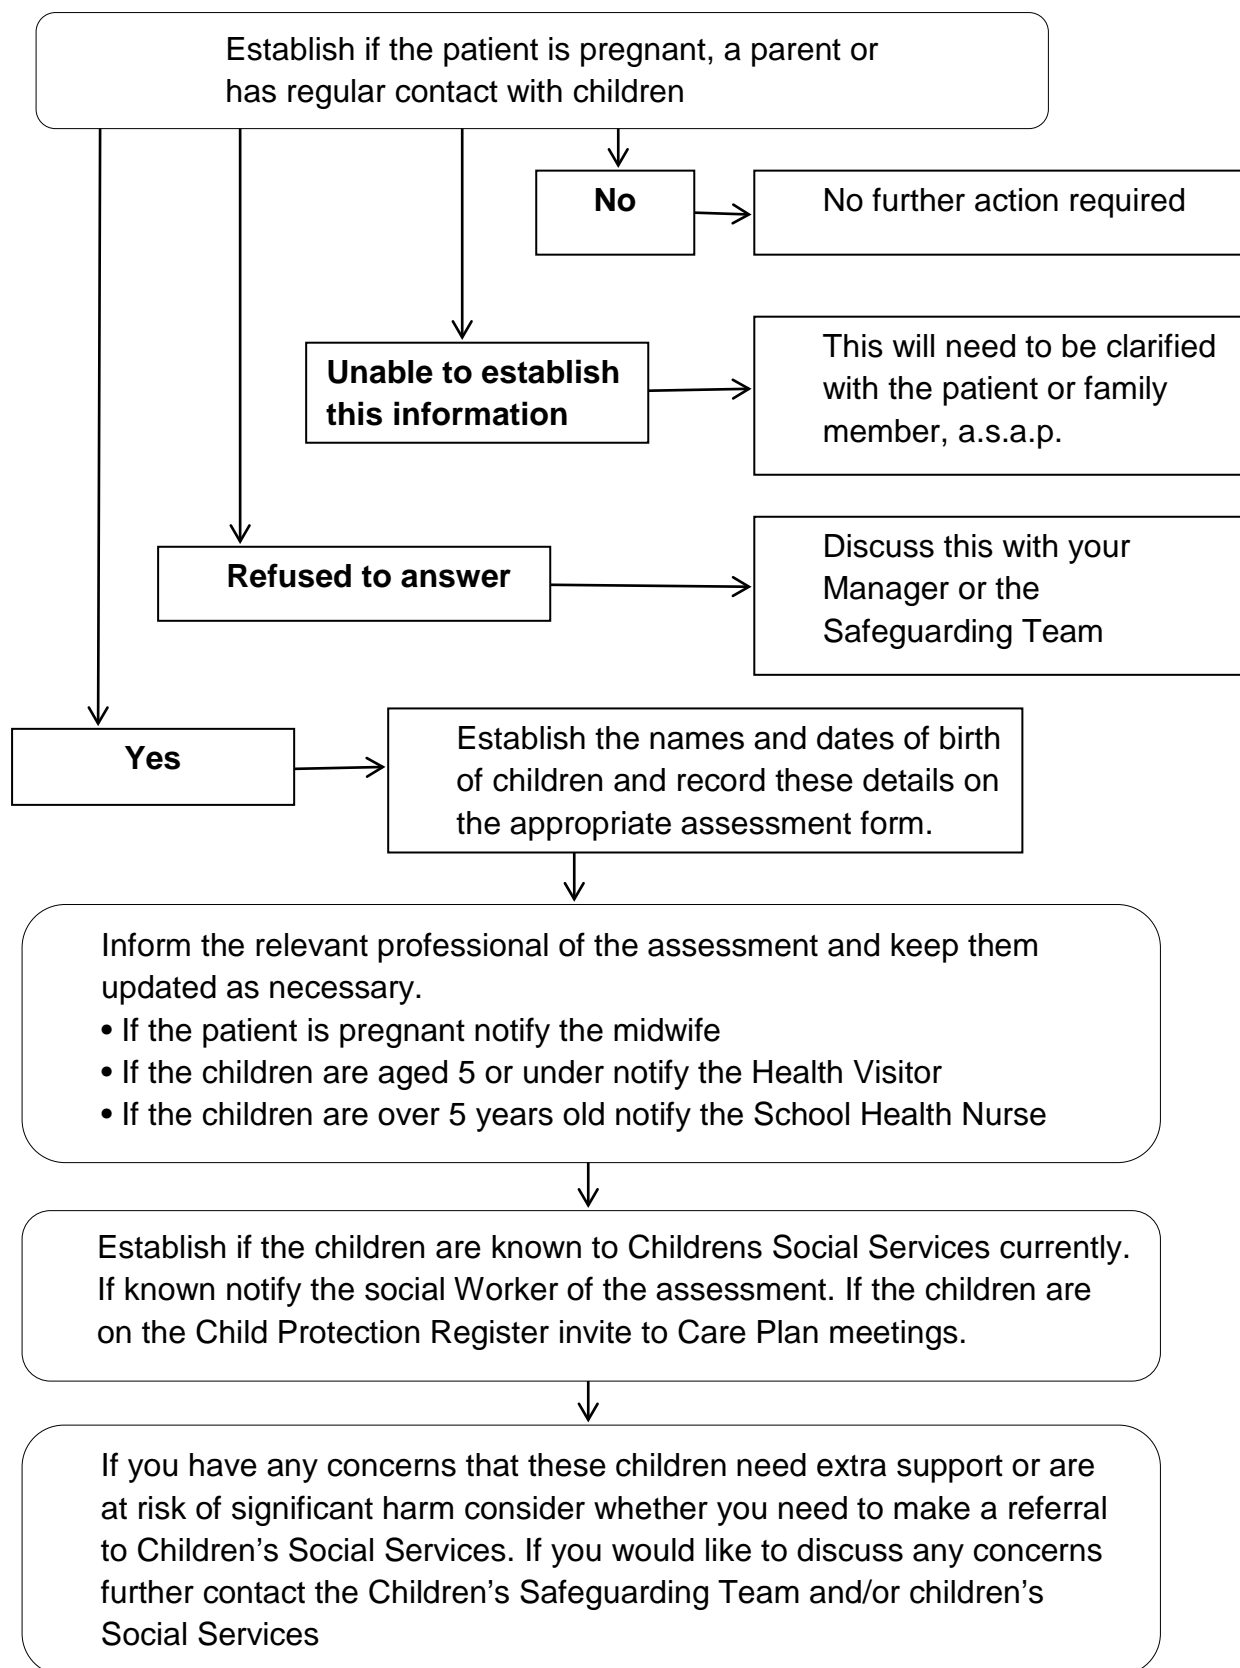 Establish if the patient is pregnant, a parent or
has regular contact with children
No
No further action required
Unable to establish
this information
This will need to be clarified
with the patient or family
member, a.s.a.p.
Refused to answer
Discuss this with your
Manager or the
Safeguarding Team
Yes
Establish the names and dates of birth
of children and record these details on
the appropriate assessment form.
Inform the relevant professional of the assessment and keep them
updated as necessary.
• If the patient is pregnant notify the midwife
• If the children are aged 5 or under notify the Health Visitor
• If the children are over 5 years old notify the School Health Nurse
Establish if the children are known to Childrens Social Services currently.
If known notify the social Worker of the assessment. If the children are
on the Child Protection Register invite to Care Plan meetings.
If you have any concerns that these children need extra support or are
at risk of significant harm consider whether you need to make a referral
to Children’s Social Services. If you would like to discuss any concerns
further contact the Children’s Safeguarding Team and/or children’s
Social Services